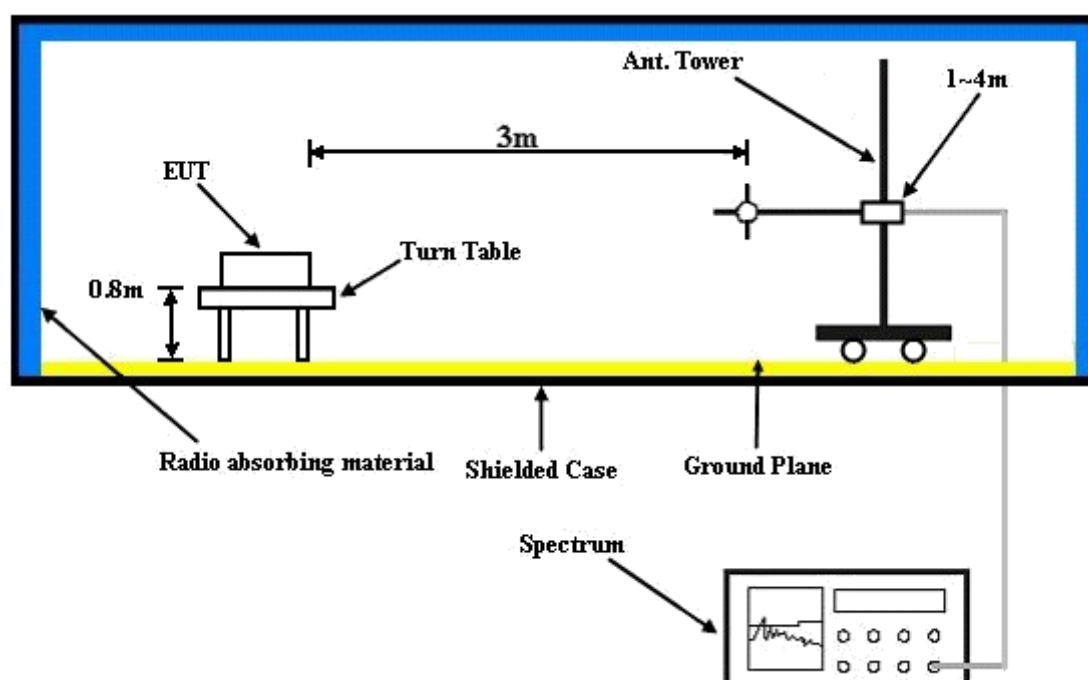 Ant. Tower
1~4m
3m
EUT
Turn Table
0.8m
Radio absorbing material
Shielded Case
Ground Plane
Spectrum